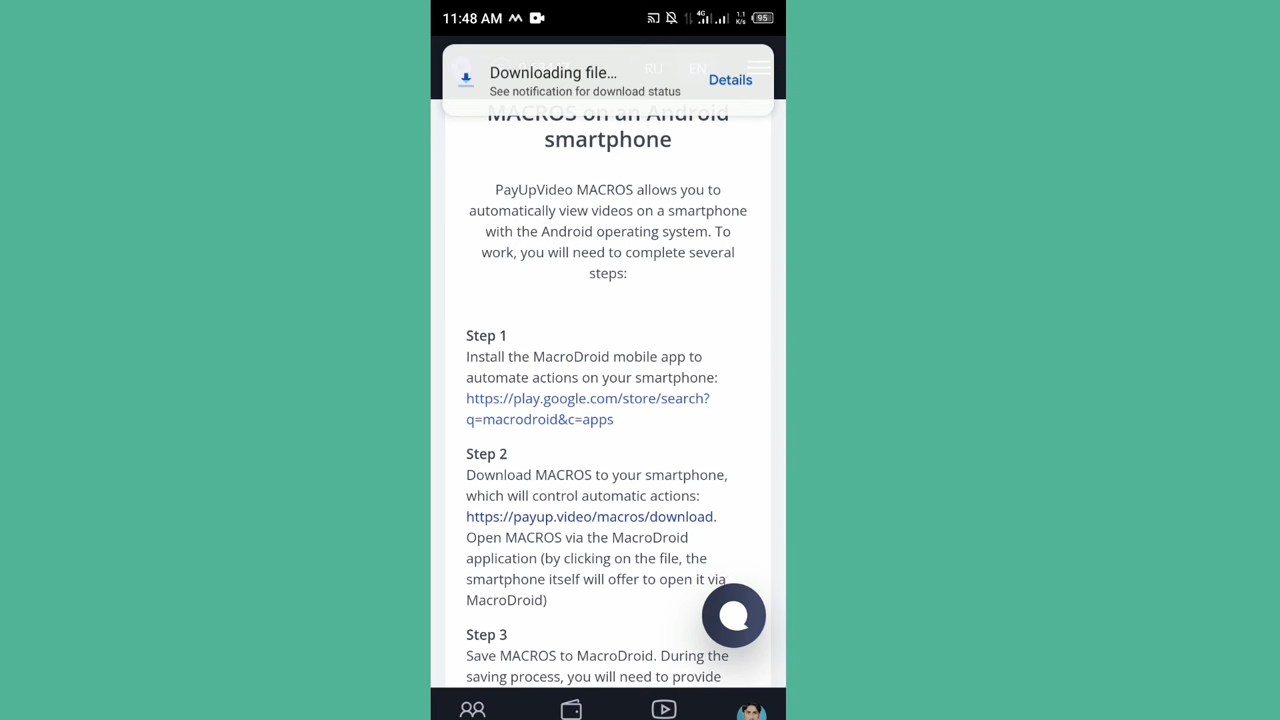 11:48 AM
4G
1.1
K/s
95
Downloading file...
See notification for download status
Details
RU
EN
MACROS on an Android
smartphone
PayUpVideo MACROS allows you to
automatically view videos on a smartphone
with the Android operating system. To
work, you will need to complete several
steps:
Step 1
Install the MacroDroid mobile app to
automate actions on your smartphone:
https://play.google.com/store/search?
q=macrodroid&c=apps
Step 2
Download MACROS to your smartphone,
which will control automatic actions:
https://payup.video/macros/download.
Open MACROS via the MacroDroid
application (by clicking on the file, the
smartphone itself will offer to open it via
MacroDroid)
Step 3
Save MACROS to MacroDroid. During the
saving process, you will need to provide